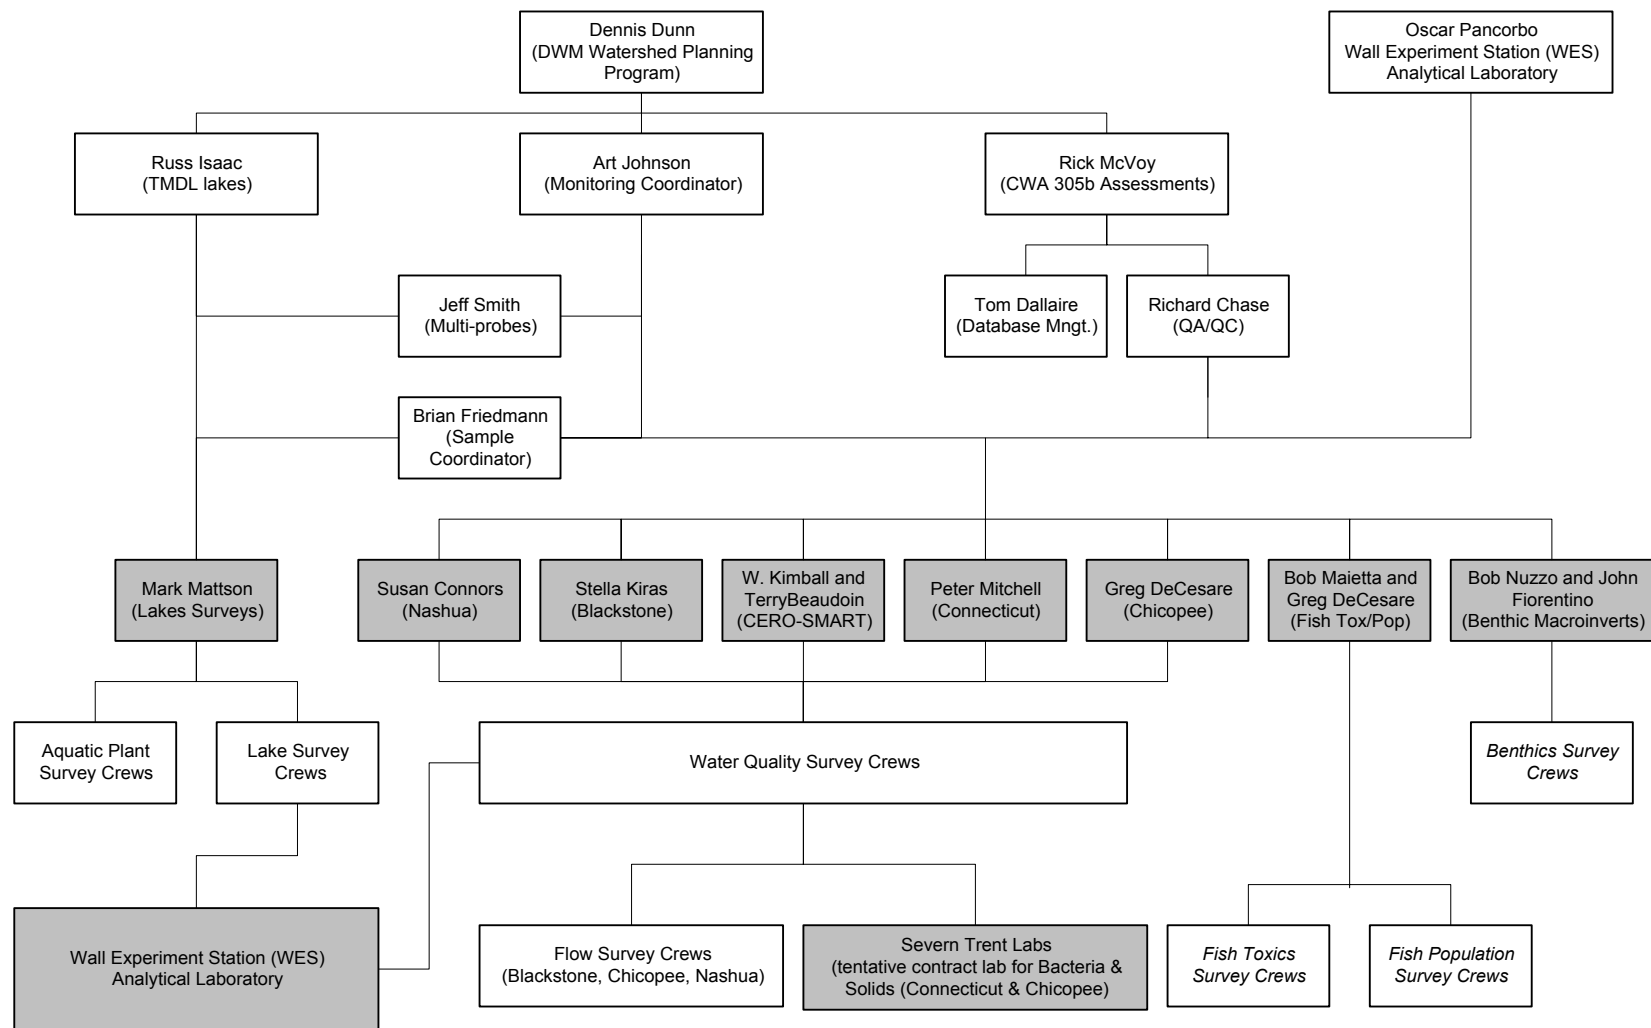 Dennis Dunn
(DWM Watershed Planning
Program)
Oscar Pancorbo
Wall Experiment Station (WES)
Analytical Laboratory
Russ Isaac
(TMDL lakes)
Art Johnson
(Monitoring Coordinator)
Rick McVoy
(CWA 305b Assessments)
Jeff Smith
(Multi-probes)
Tom Dallaire
(Database Mngt.)
Richard Chase
(QA/QC)
Brian Friedmann
(Sample
Coordinator)
Mark Mattson
(Lakes Surveys)
Susan Connors
(Nashua)
Stella Kiras
(Blackstone)
W. Kimball and
TerryBeaudoin
(CERO-SMART)
Peter Mitchell
(Connecticut)
Greg DeCesare
(Chicopee)
Bob Maietta and
Greg DeCesare
(Fish Tox/Pop)
Bob Nuzzo and John
Fiorentino
(Benthic Macroinverts)
Aquatic Plant
Survey Crews
Lake Survey
Crews
Water Quality Survey Crews
Benthics Survey
Crews
Wall Experiment Station (WES)
Analytical Laboratory
Flow Survey Crews
(Blackstone, Chicopee, Nashua)
Severn Trent Labs
(tentative contract lab for Bacteria &
Solids (Connecticut & Chicopee)
Fish Toxics
Survey Crews
Fish Population
Survey Crews